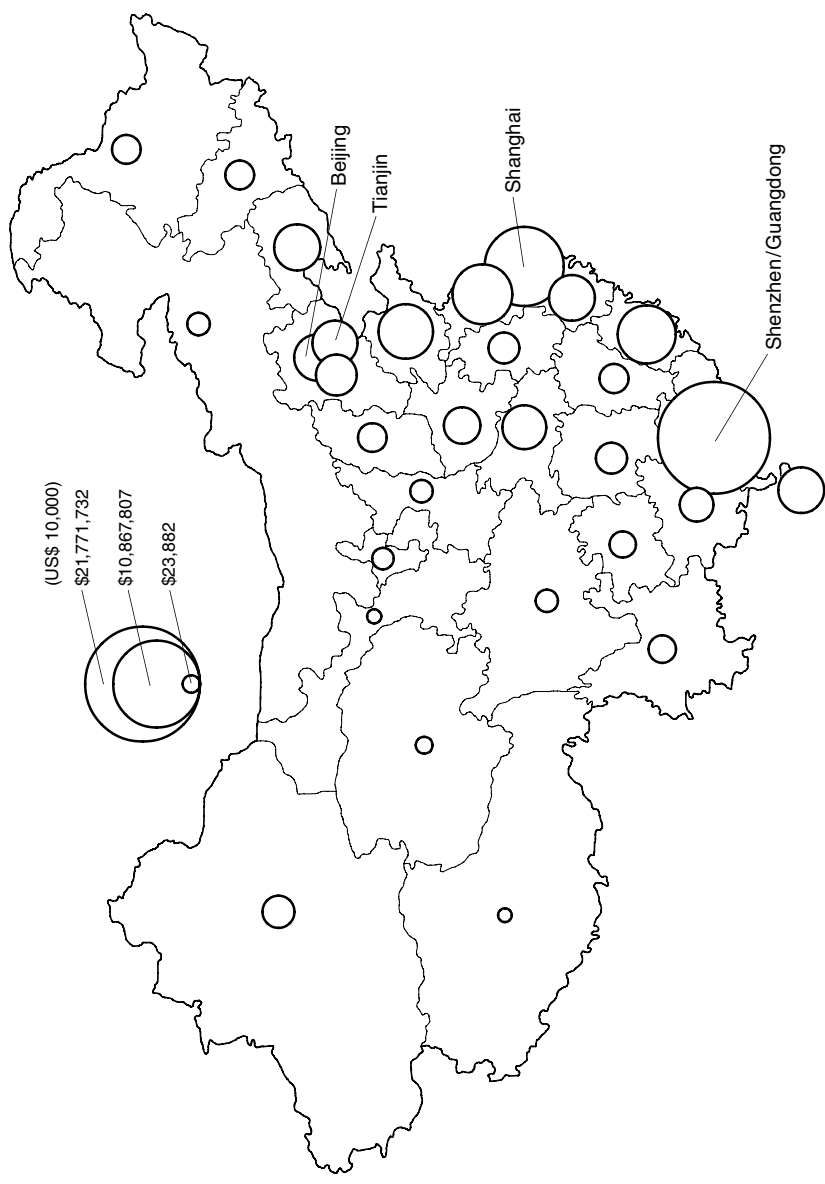 (US$ 10,000)
$21,771,732
$10,867,807
$23,882
Beijing
Tianjin
Shanghai
Shenzhen/Guangdong